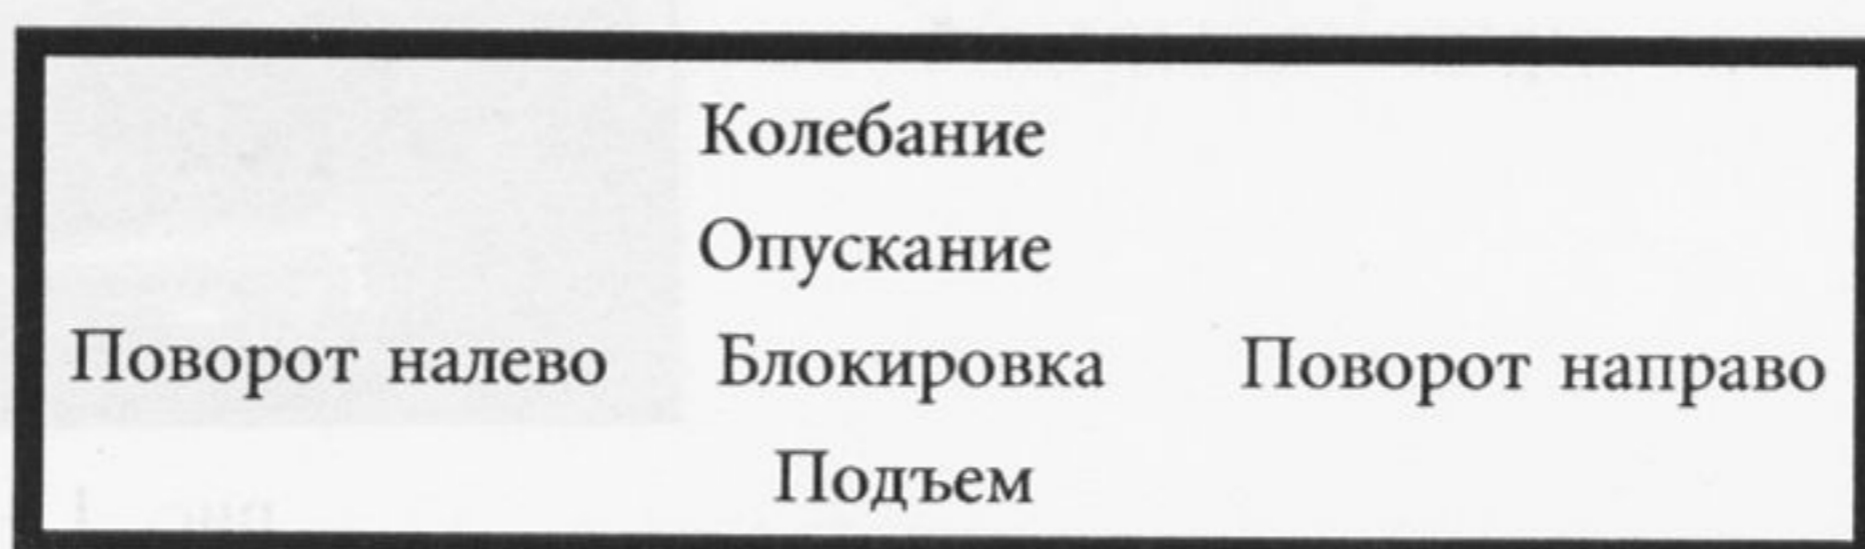 Колебание
Опускание
Поворот налево Блокировка Поворот направо
Подъем